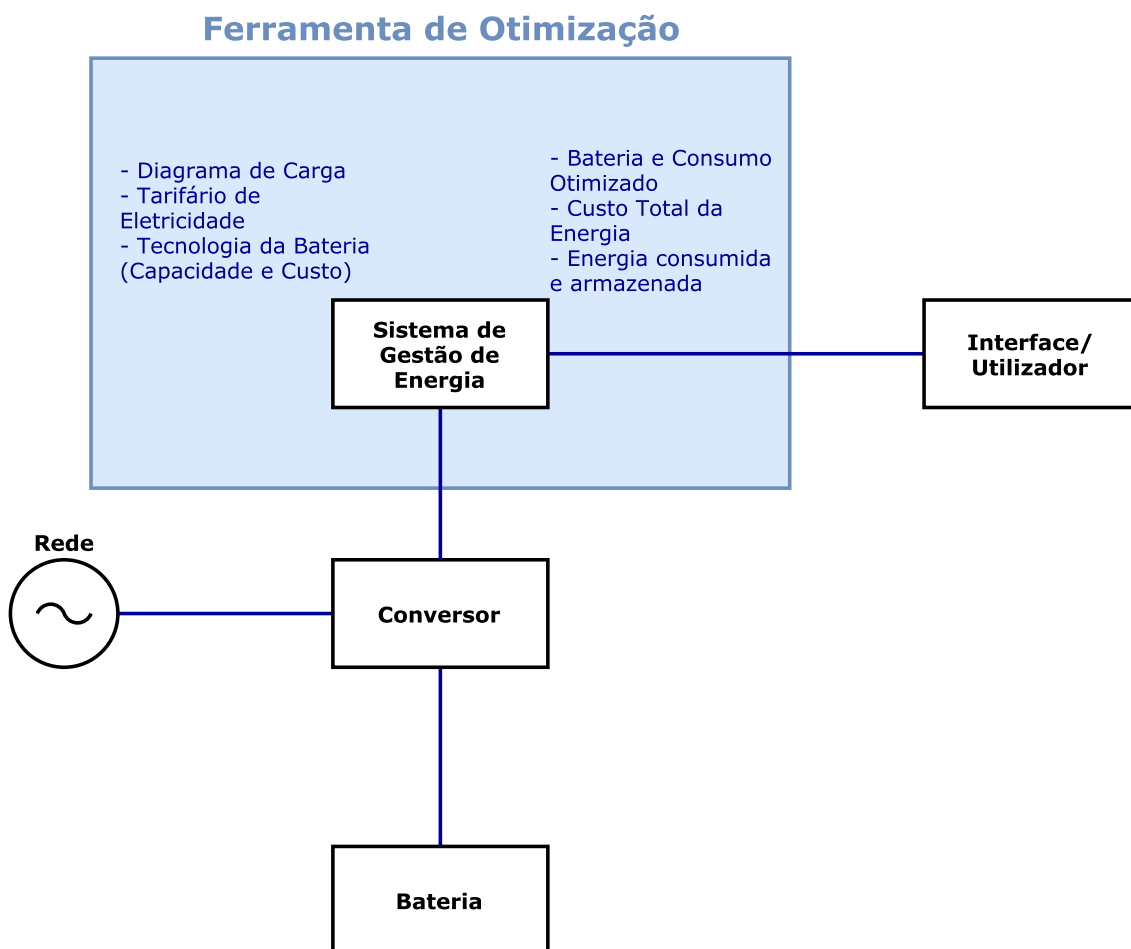 Ferramenta de Otimização
- Diagrama de Carga
- Tarifário de
Eletricidade
- Tecnologia da Bateria
(Capacidade e Custo)
- Bateria e Consumo
Otimizado
- Custo Total da
Energia
- Energia consumida
e armazenada
Sistema de
Gestão de
Energia
Interface/
Utilizador
Rede
Conversor
Bateria